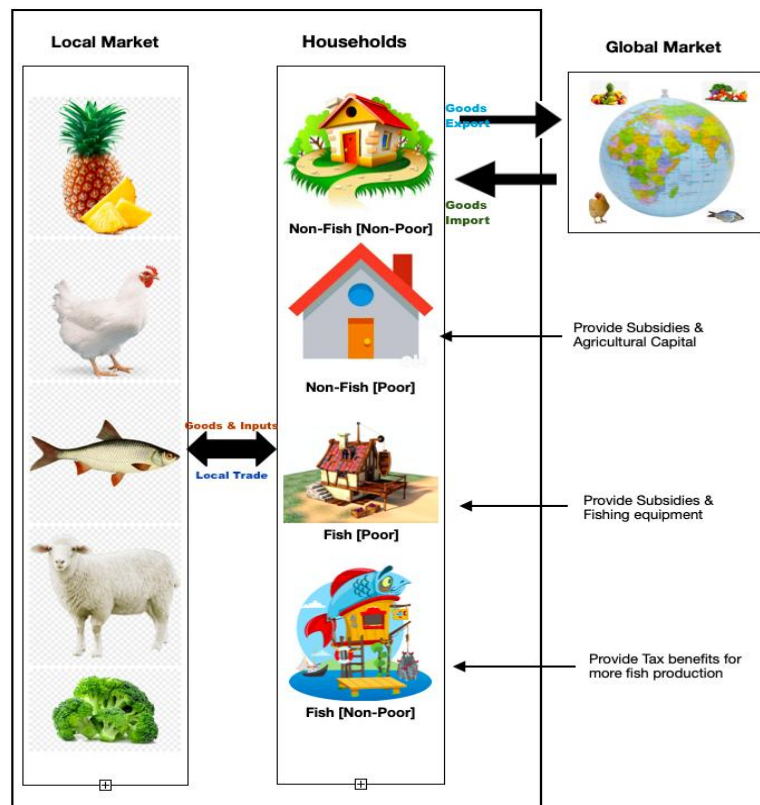 Local Market
Households
Global Market
Goods
Export
Goods
Import
Non-Fish [Non-Poor]
Provide Subsidies &
Agricultural Capital
Non-Fish [Poor]
Goods & Inputs
Local Trade
Provide Subsidies &
Fishing equipment
Fish [Poor]
Provide Tax benefits for
more fish production
Fish [Non-Poor]